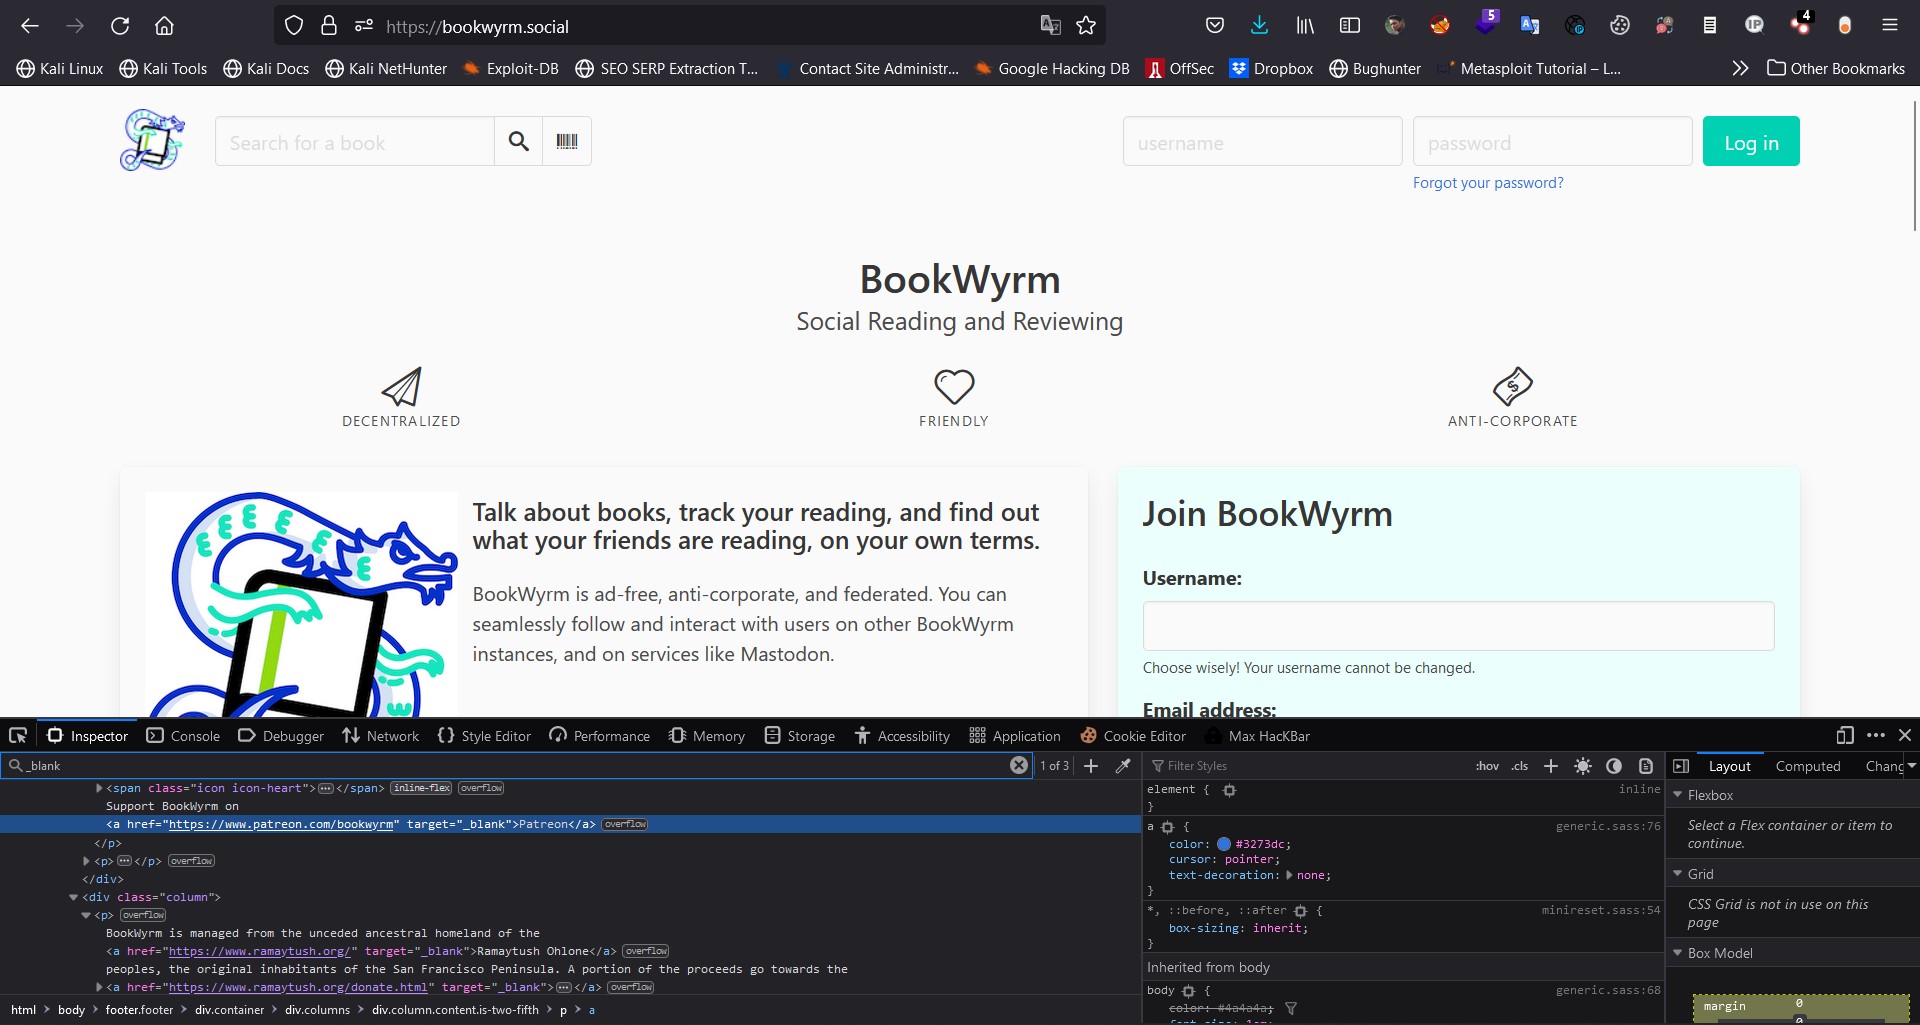 https://bookwyrm.social
5
IP
4
Kali Linux
Kali Tools
Kali Docs
Kali NetHunter
Exploit-DB
SEO SERP Extraction T...
Contact Site Administr...
Google Hacking DB
OffSec
Dropbox
Bughunter
Metasploit Tutorial – L...
Other Bookmarks
Search for a book
username
password
Log in
Forgot your password?
BookWyrm
Social Reading and Reviewing
DECENTRALIZED
FRIENDLY
ANTI-CORPORATE
Talk about books, track your reading, and find out
what your friends are reading, on your own terms.
BookWyrm is ad-free, anti-corporate, and federated. You can
seamlessly follow and interact with users on other BookWyrm
instances, and on services like Mastodon.
Join BookWyrm
Username:
Choose wisely! Your username cannot be changed.
Email address:
Inspector
Console
Debugger
Network
Style Editor
Performance
Memory
Storage
Accessibility
Application
Cookie Editor
Max HacKBar
_blank
1 of 3
<span class="icon icon-heart"></span> inline-flex overflow
Support BookWyrm on
<a href="https://www.patreon.com/bookwyrm" target="_blank">Patreon</a> overflow
</p>
<p></p> overflow
</div>
<div class="column">
<p> overflow
BookWyrm is managed from the unceded ancestral homeland of the
<a href="https://www.ramaytush.org/" target="_blank">Ramaytush Ohlone</a> overflow
peoples, the original inhabitants of the San Francisco Peninsula. A portion of the proceeds go towards the
<a href="https://www.ramaytush.org/donate.html" target="_blank"></a> overflow
html > body > footer.footer > div.container > div.columns > div.column.content.is-two-fifth > p > a
Filter Styles
:hov .cls
element { inline
}
a { generic.sass:76
color: #3273dc;
cursor: pointer;
text-decoration: none;
}
*, ::before, ::after { minireset.sass:54
box-sizing: inherit;
}
Inherited from body
body { generic.sass:68
color: #4a4a4a;
font-size: 1em;
Layout
Computed
Chang
Flexbox
Select a Flex container or item to
continue.
Grid
CSS Grid is not in use on this
page
Box Model
margin
0
0